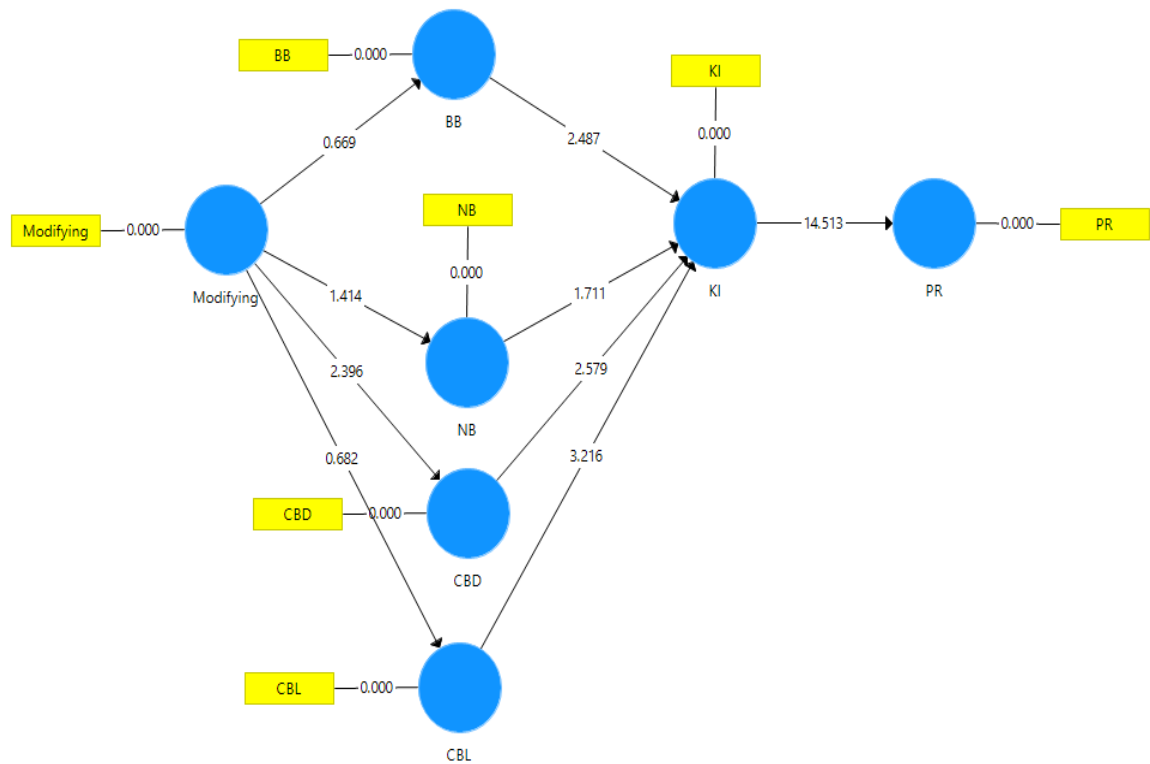 BB
0.000
BB
KI
0.669
2.487
0.000
NB
Modifying
0.000
14.513
0.000
PR
0.000
Modifying
KI
PR
1.414
1.711
2.396
2.579
NB
0.682
3.216
CBD
0.000
CBD
CBL
0.000
CBL